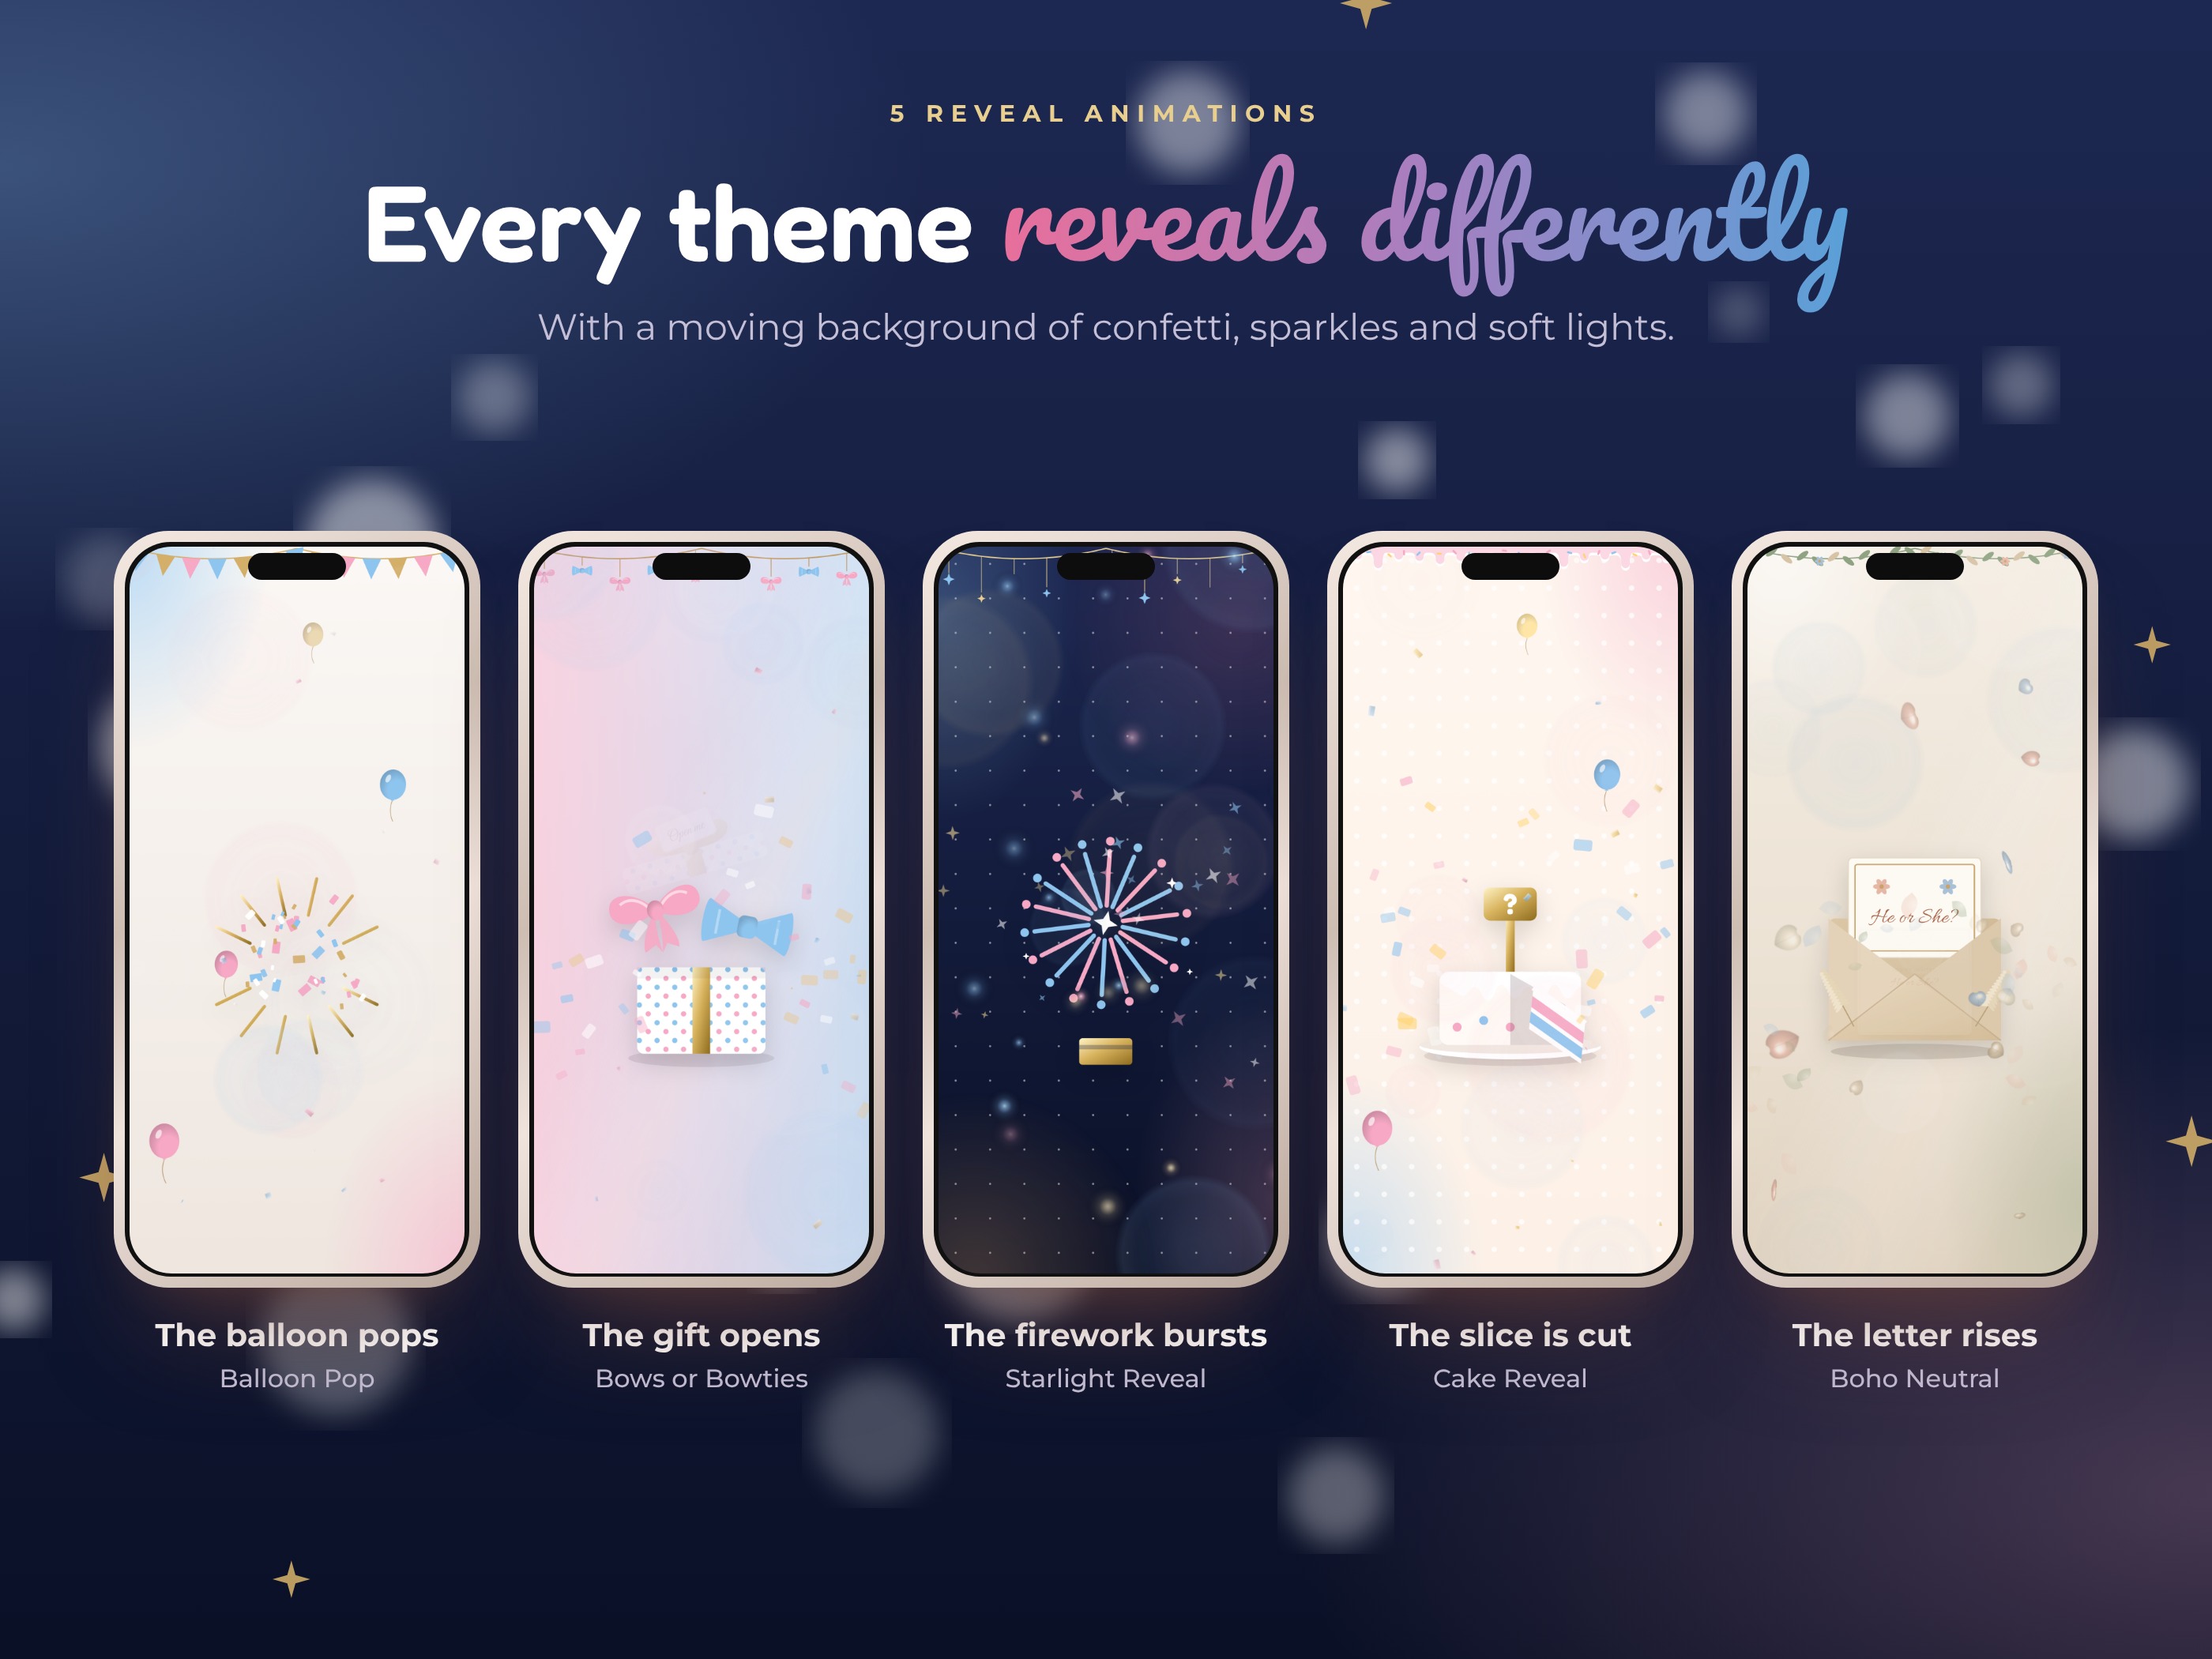 5 REVEAL ANIMATIONS
Every theme reveals differently
With a moving background of confetti, sparkles and soft lights.
?
He or She?
The balloon pops
Balloon Pop
The gift opens
Bows or Bowties
The firework bursts
Starlight Reveal
The slice is cut
Cake Reveal
The letter rises
Boho Neutral